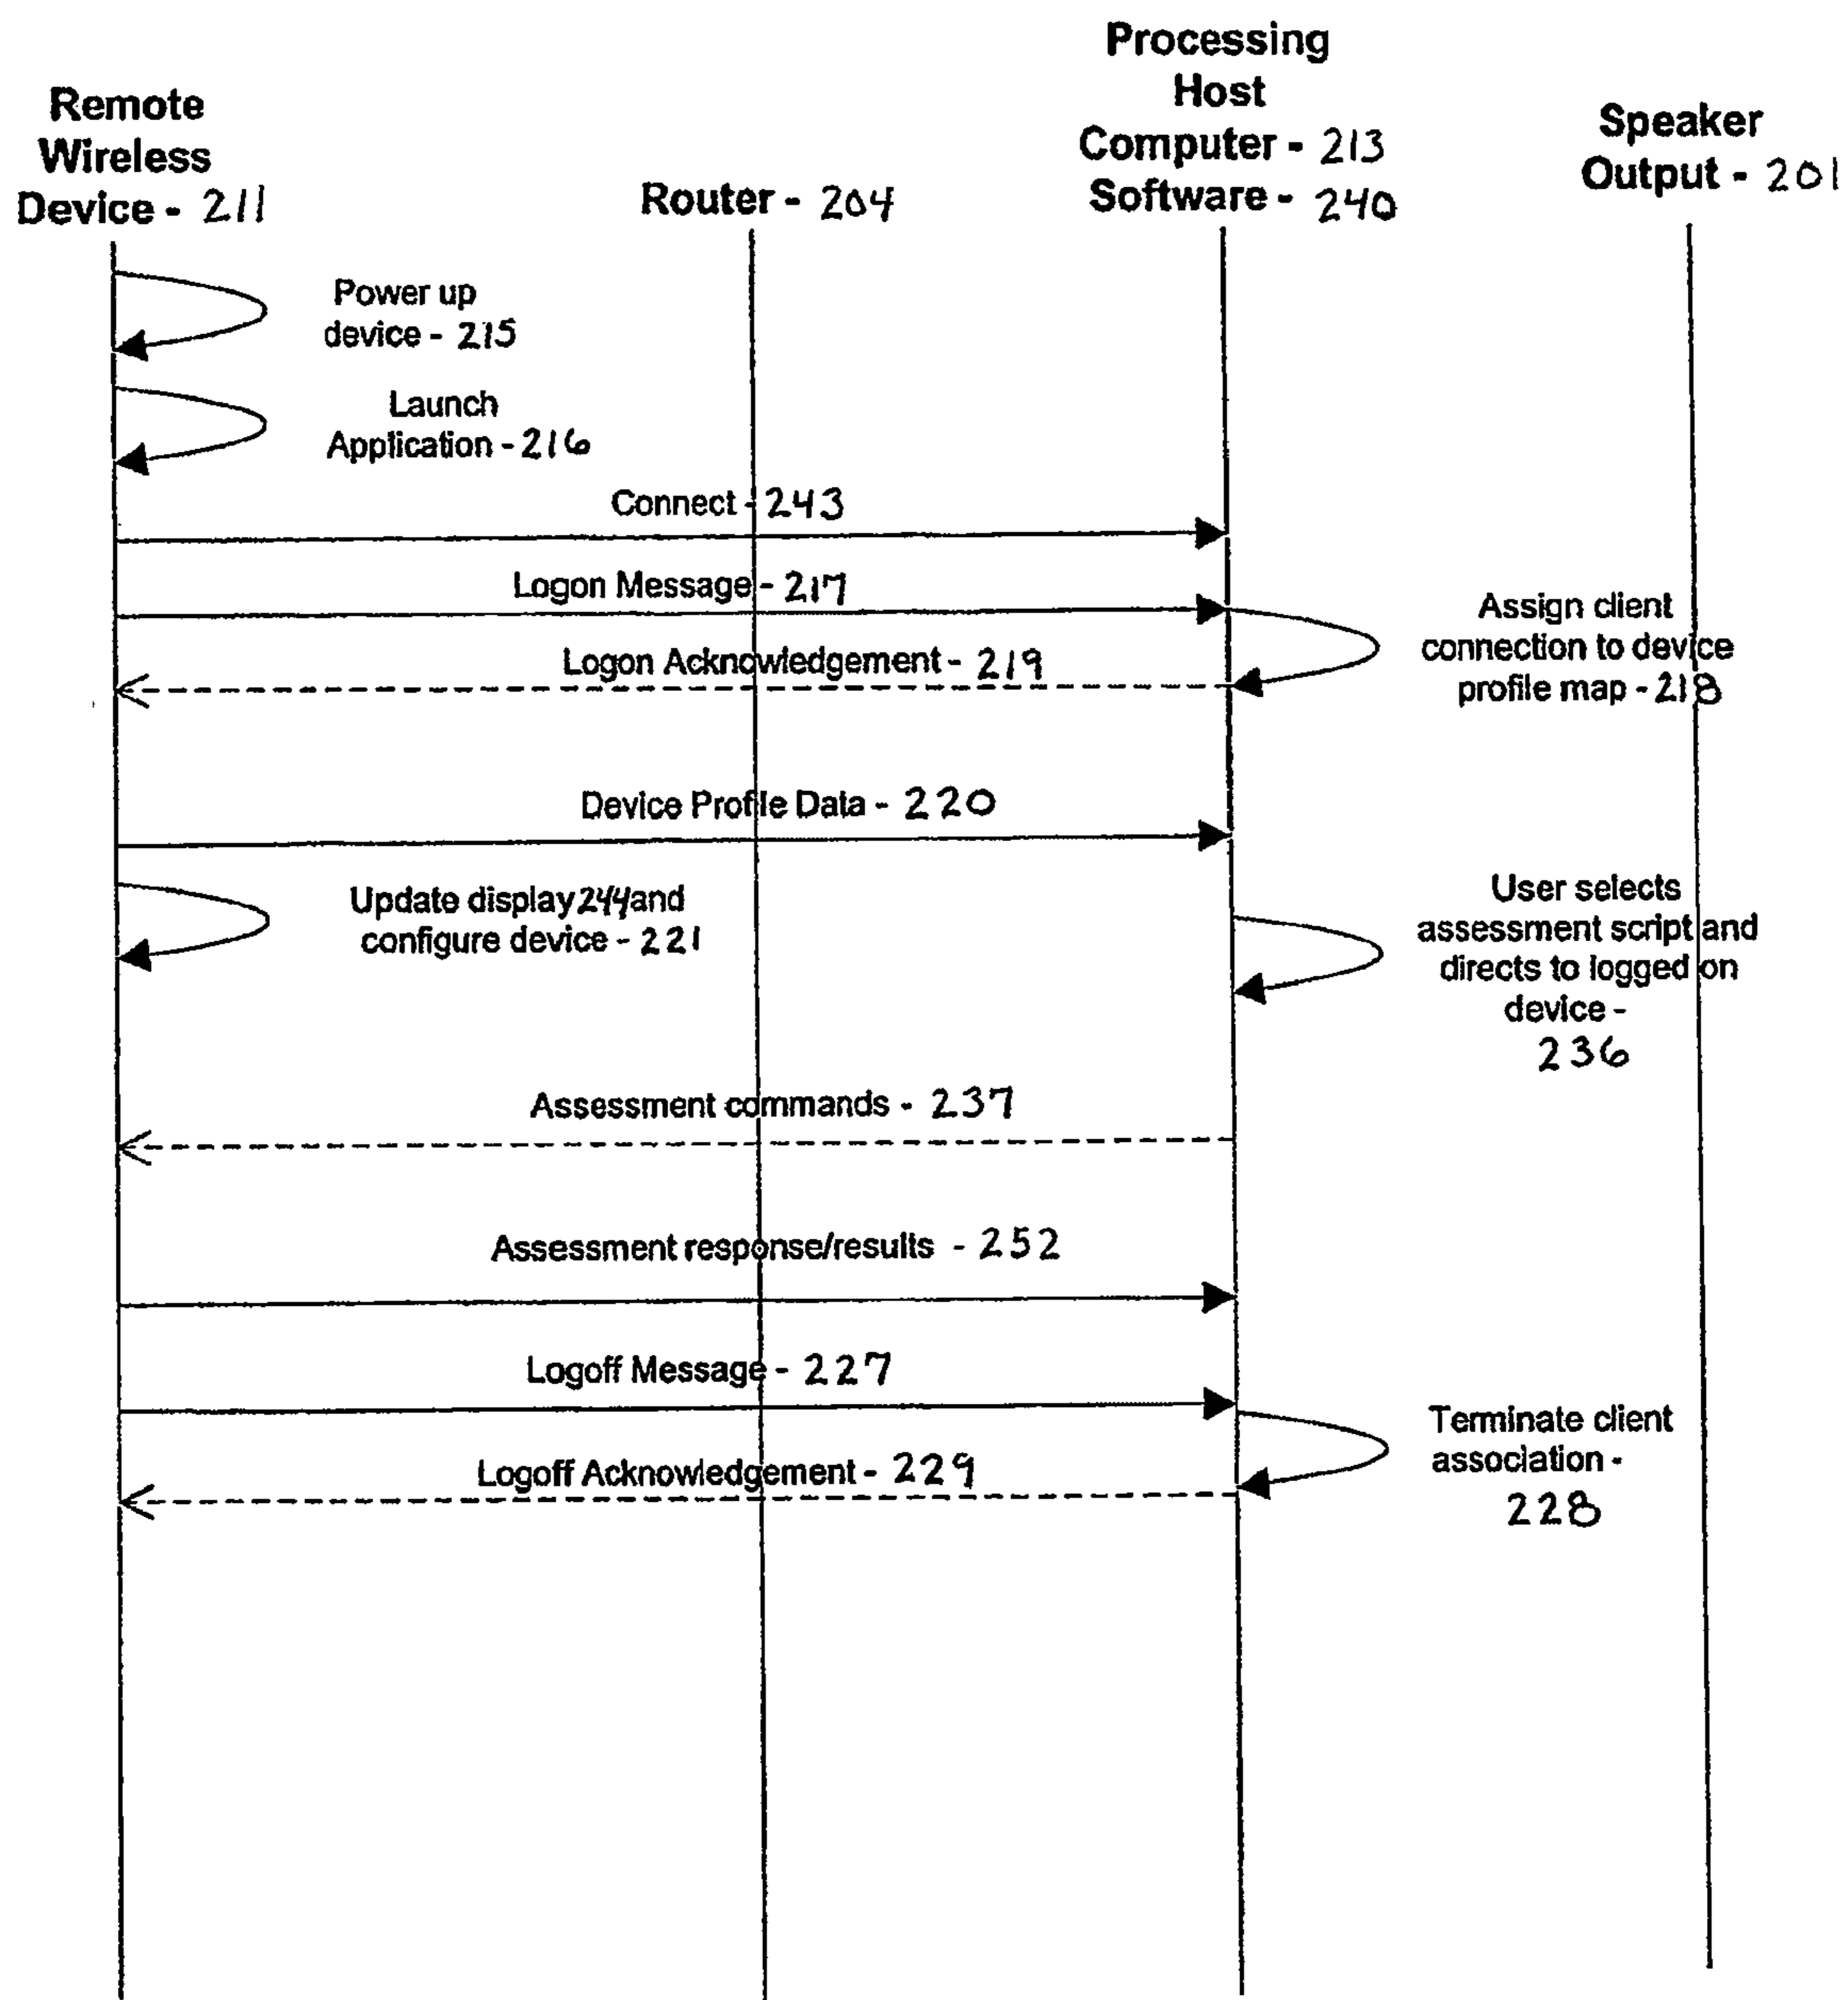 Remote
Wireless
Device - 211
Router - 204
Processing
Host
Computer - 213
Software - 240
Speaker
Output - 201
Power up
device - 215
Launch
Application - 216
Connect - 243
Logon Message - 217
Assign client
connection to device
profile map - 218
Logon Acknowledgement - 219
Device Profile Data - 220
Update display 244 and
configure device - 221
User selects
assessment script and
directs to logged on
device -
236
Assessment commands - 237
Assessment response/results - 252
Logoff Message - 227
Terminate client
association -
228
Logoff Acknowledgement - 229